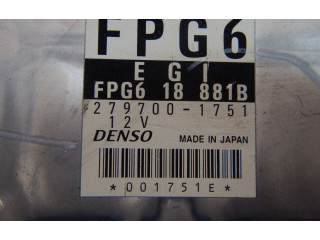 FPG6
EGI
FPG6 18 881B
279700-1751
12V
DENSO MADE IN JAPAN
*001751E*